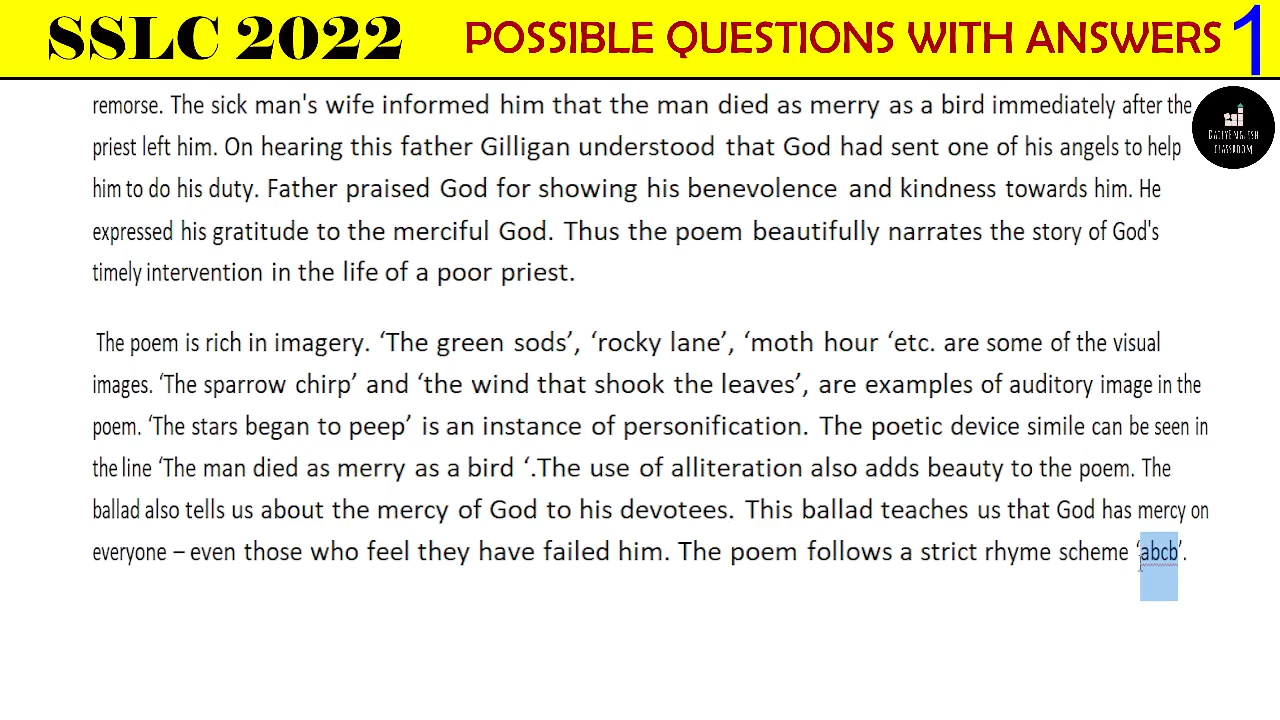 SSLC 2022 POSSIBLE QUESTIONS WITH ANSWERS 1
remorse. The sick man's wife informed him that the man died as merry as a bird immediately after the
priest left him. On hearing this father Gilligan understood that God had sent one of his angels to help
him to do his duty. Father praised God for showing his benevolence and kindness towards him. He
expressed his gratitude to the merciful God. Thus the poem beautifully narrates the story of God's
timely intervention in the life of a poor priest.
The poem is rich in imagery. ‘The green sods’, ‘rocky lane’, ‘moth hour ‘etc. are some of the visual
images. ‘The sparrow chirp’ and ‘the wind that shook the leaves’, are examples of auditory image in the
poem. ‘The stars began to peep’ is an instance of personification. The poetic device simile can be seen in
the line ‘The man died as merry as a bird ‘.The use of alliteration also adds beauty to the poem. The
ballad also tells us about the mercy of God to his devotees. This ballad teaches us that God has mercy on
everyone – even those who feel they have failed him. The poem follows a strict rhyme scheme ‘abcb’.
DAILYENGLISH
CLASSROOM